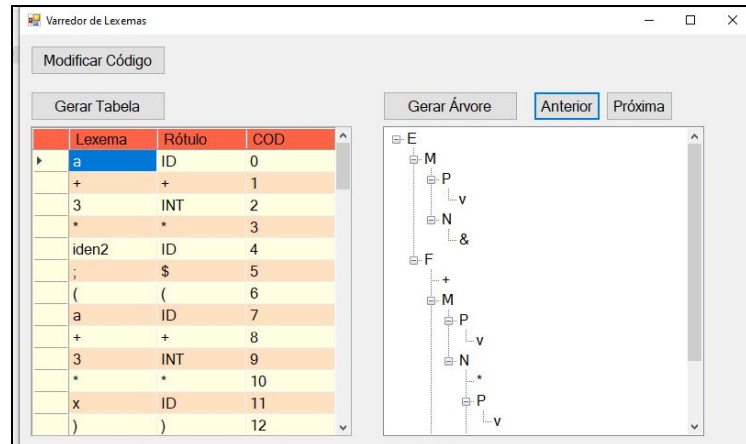 Varredor de Lexemas
Modificar Código
Gerar Tabela
Gerar Árvore Anterior Próxima
Lexema Rótulo COD
a ID 0
+ + 1
3 INT 2
* * 3
iden2 ID 4
; $ 5
( ( 6
a ID 7
+ + 8
3 INT 9
* * 10
x ID 11
) ) 12
E
M
P
v
N
&
F
+
M
P
v
N
*
P
v